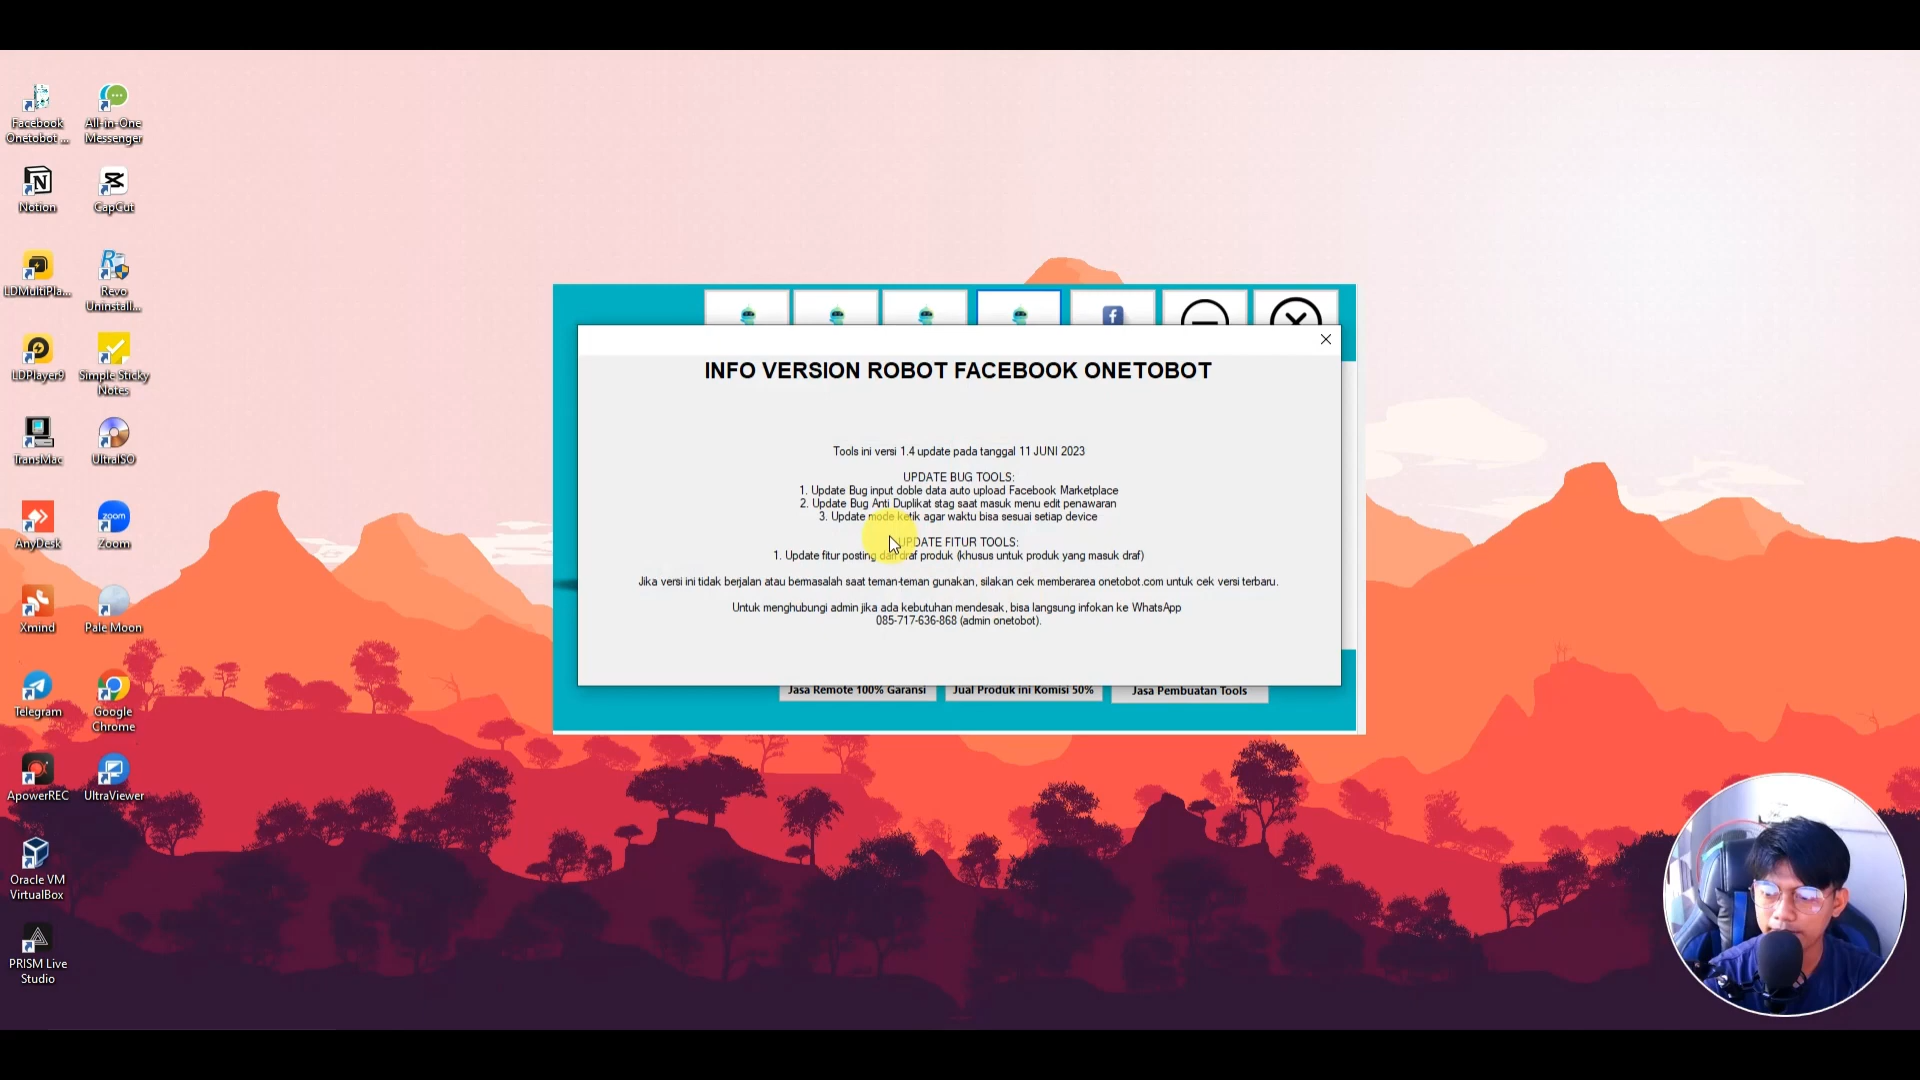 Facebook
Onetobot ...
All-in-One
Messenger
Notion
CapCut
LDMultiPla...
Revo
Uninstall...
LDPlayer9
Simple Sticky
Notes
TransMac
UltraISO
AnyDesk
zoom
Zoom
Xmind
Pale Moon
Telegram
Google
Chrome
ApowerREC
UltraViewer
Oracle VM
VirtualBox
PRISM Live
Studio
INFO VERSION ROBOT FACEBOOK ONETOBOT
Tools ini versi 1.4 update pada tanggal 11 JUNI 2023
UPDATE BUG TOOLS:
1. Update Bug input doble data auto upload Facebook Marketplace
2. Update Bug Anti Duplikat stag saat masuk menu edit penawaran
3. Update mode ketik agar waktu bisa sesuai setiap device
UPDATE FITUR TOOLS:
1. Update fitur posting dari draf produk (khusus untuk produk yang masuk draf)
Jika versi ini tidak berjalan atau bermasalah saat teman-teman gunakan, silakan cek memberarea onetobot.com untuk cek versi terbaru.
Untuk menghubungi admin jika ada kebutuhan mendesak, bisa langsung infokan ke WhatsApp
085-717-636-868 (admin onetobot).
Jasa Remote 100% Garansi
Jual Produk ini Komisi 50%
Jasa Pembuatan Tools